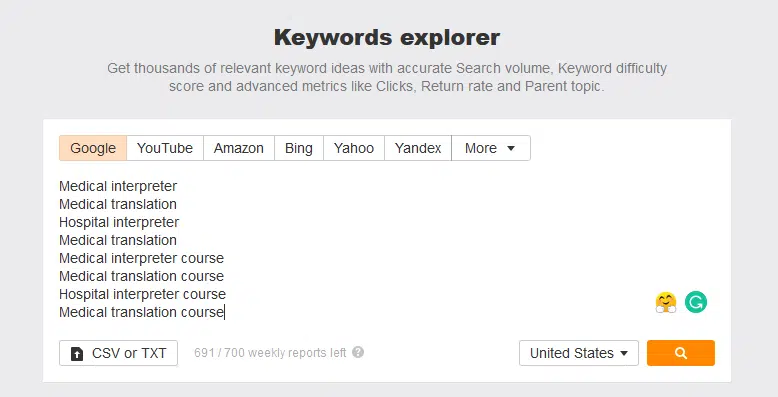 Keywords explorer
Get thousands of relevant keyword ideas with accurate Search volume, Keyword difficulty
score and advanced metrics like Clicks, Return rate and Parent topic.
Google YouTube Amazon Bing Yahoo Yandex More
Medical interpreter
Medical translation
Hospital interpreter
Medical translation
Medical interpreter course
Medical translation course
Hospital interpreter course
Medical translation course
CSV or TXT 691 / 700 weekly reports left ? United States